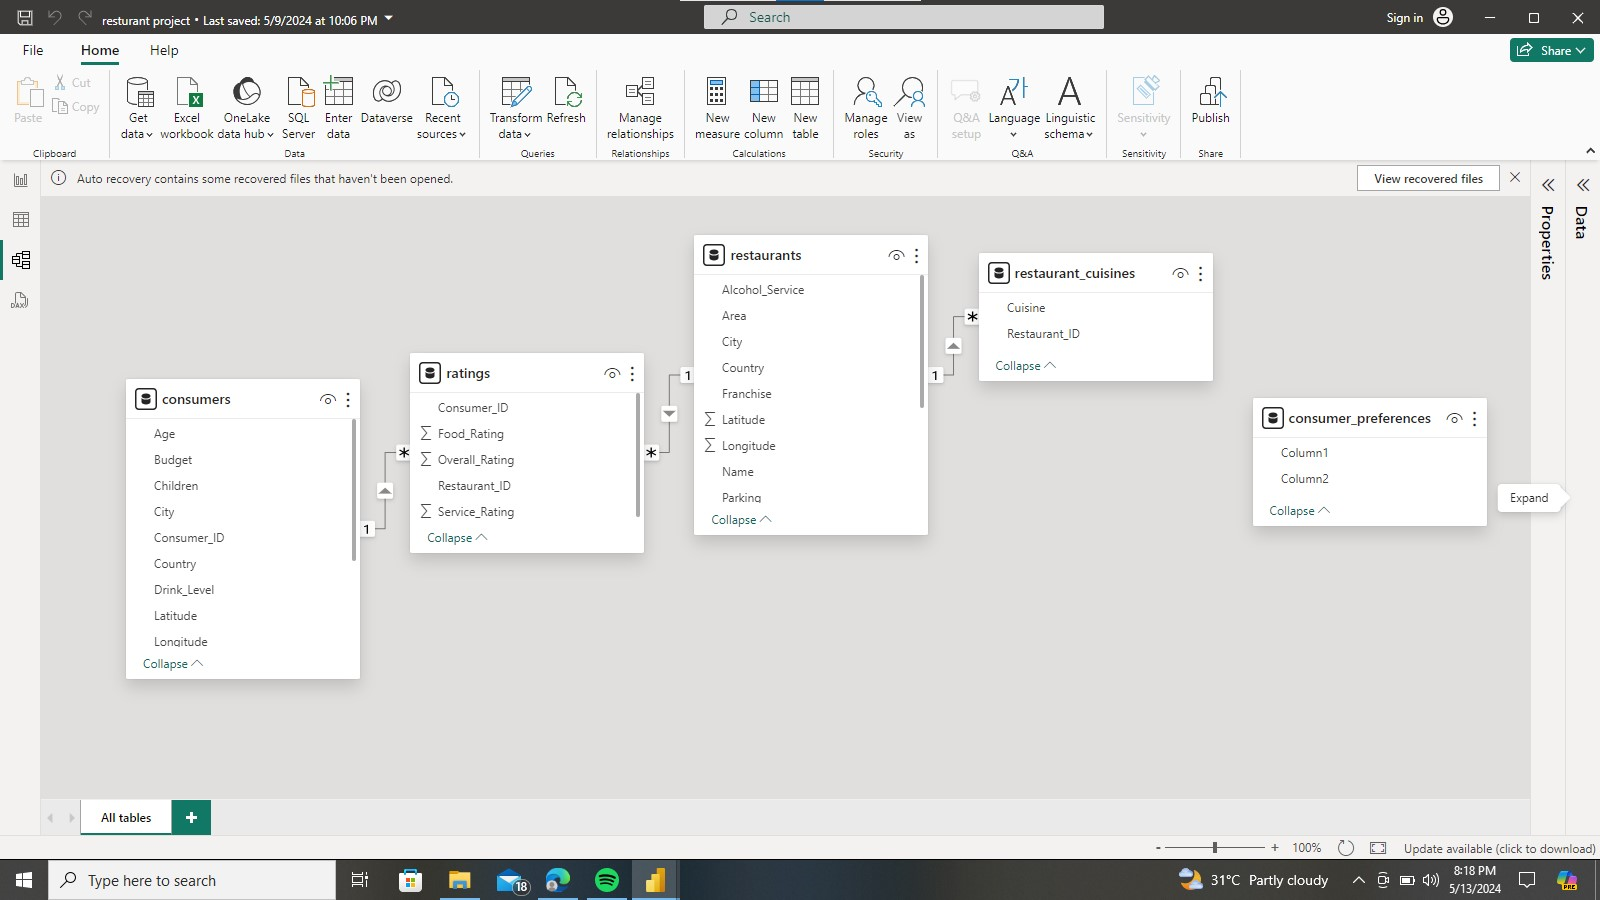 resturant project • Last saved: 5/9/2024 at 10:06 PM
Search
Sign in
File Home Help
Share
Paste
Cut
Copy
Clipboard
Get data
Excel workbook
OneLake data hub
SQL Server
Enter data
Dataverse
Recent sources
Data
Transform data
Refresh
Queries
Manage relationships
Relationships
New measure
New column
New table
Calculations
Manage roles
View as
Security
Q&A setup
Language
Linguistic schema
Q&A
Sensitivity
Sensitivity
Publish
Share
Auto recovery contains some recovered files that haven't been opened.
View recovered files
consumers
Age
Budget
Children
City
Consumer_ID
Country
Drink_Level
Latitude
Longitude
Collapse
1
*
ratings
Consumer_ID
∑ Food_Rating
∑ Overall_Rating
Restaurant_ID
∑ Service_Rating
Collapse
*
1
restaurants
Alcohol_Service
Area
City
Country
Franchise
∑ Latitude
∑ Longitude
Name
Parking
Collapse
1
*
restaurant_cuisines
Cuisine
Restaurant_ID
Collapse
consumer_preferences
Column1
Column2
Collapse
Expand
Properties
Data
DAX
All tables
+
- + 100%
Update available (click to download)
Type here to search
18
31°C Partly cloudy
8:18 PM
5/13/2024
PRE